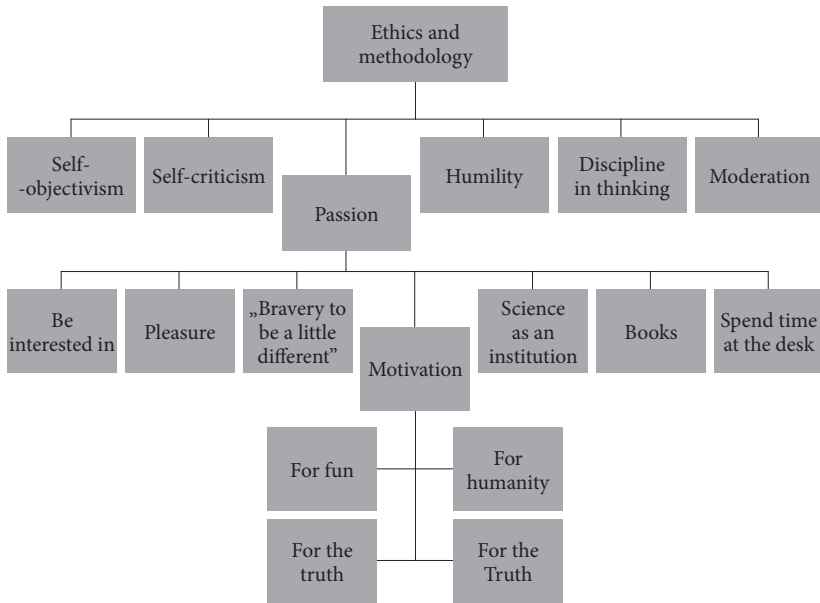 Ethics and
methodology
Self-
-objectivism
Self-criticism
Passion
Humility
Discipline
in thinking
Moderation
Be
interested in
Pleasure
„Bravery to
be a little
different”
Motivation
Science
as an
institution
Books
Spend time
at the desk
For fun
For
humanity
For the
truth
For the
Truth